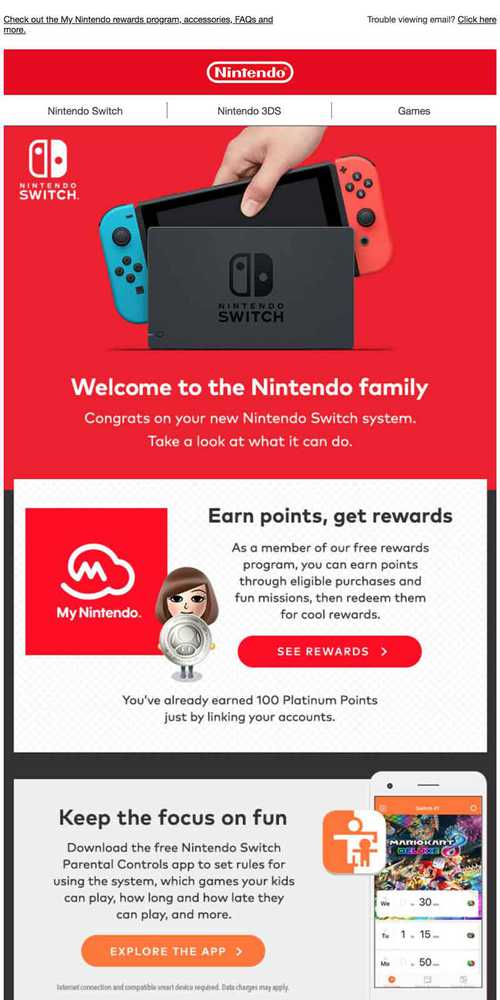 Check out the My Nintendo rewards program, accessories, FAQs and
more.
Trouble viewing email? Click here
Nintendo
Nintendo Switch
Nintendo 3DS
Games
NINTENDO
SWITCH.
NINTENDO
SWITCH
Welcome to the Nintendo family
Congrats on your new Nintendo Switch system.
Take a look at what it can do.
My Nintendo.
Earn points, get rewards
As a member of our free rewards
program, you can earn points
through eligible purchases and
fun missions, then redeem them
for cool rewards.
SEE REWARDS >
You've already earned 100 Platinum Points
just by linking your accounts.
Keep the focus on fun
Download the free Nintendo Switch
Parental Controls app to set rules for
using the system, which games your kids
can play, how long and how late they
can play, and more.
EXPLORE THE APP >
Internet connection and compatible smart device required. Data charges may apply.
Switch #1
MARIOKART 8
DELUXE
We 30
Tu 1 15
Mo 50